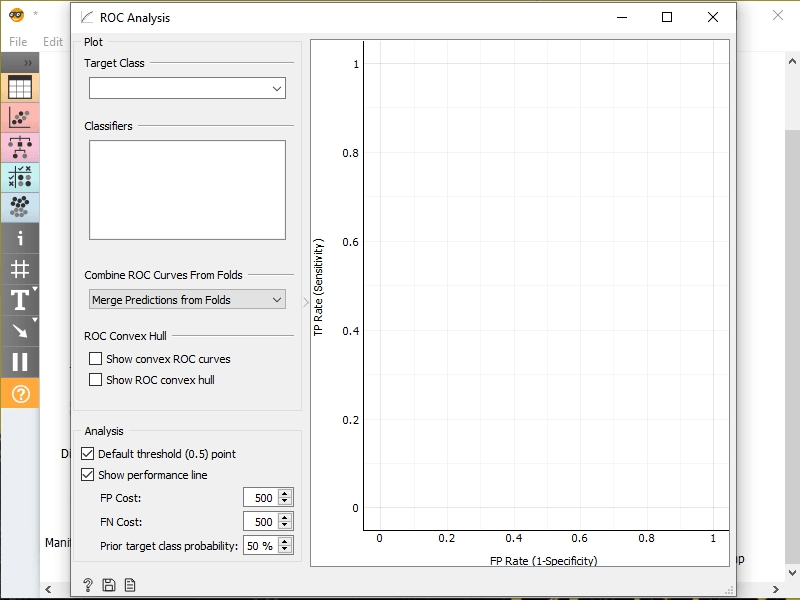 ROC Analysis
File Edit
Plot
Target Class
Classifiers
Combine ROC Curves From Folds
Merge Predictions from Folds
ROC Convex Hull
Show convex ROC curves
Show ROC convex hull
Analysis
Default threshold (0.5) point
Show performance line
FP Cost: 500
FN Cost: 500
Prior target class probability: 50 %
TP Rate (Sensitivity)
1
0.8
0.6
0.4
0.2
0
0 0.2 0.4 0.6 0.8 1
FP Rate (1-Specificity)
Di
Manif
op